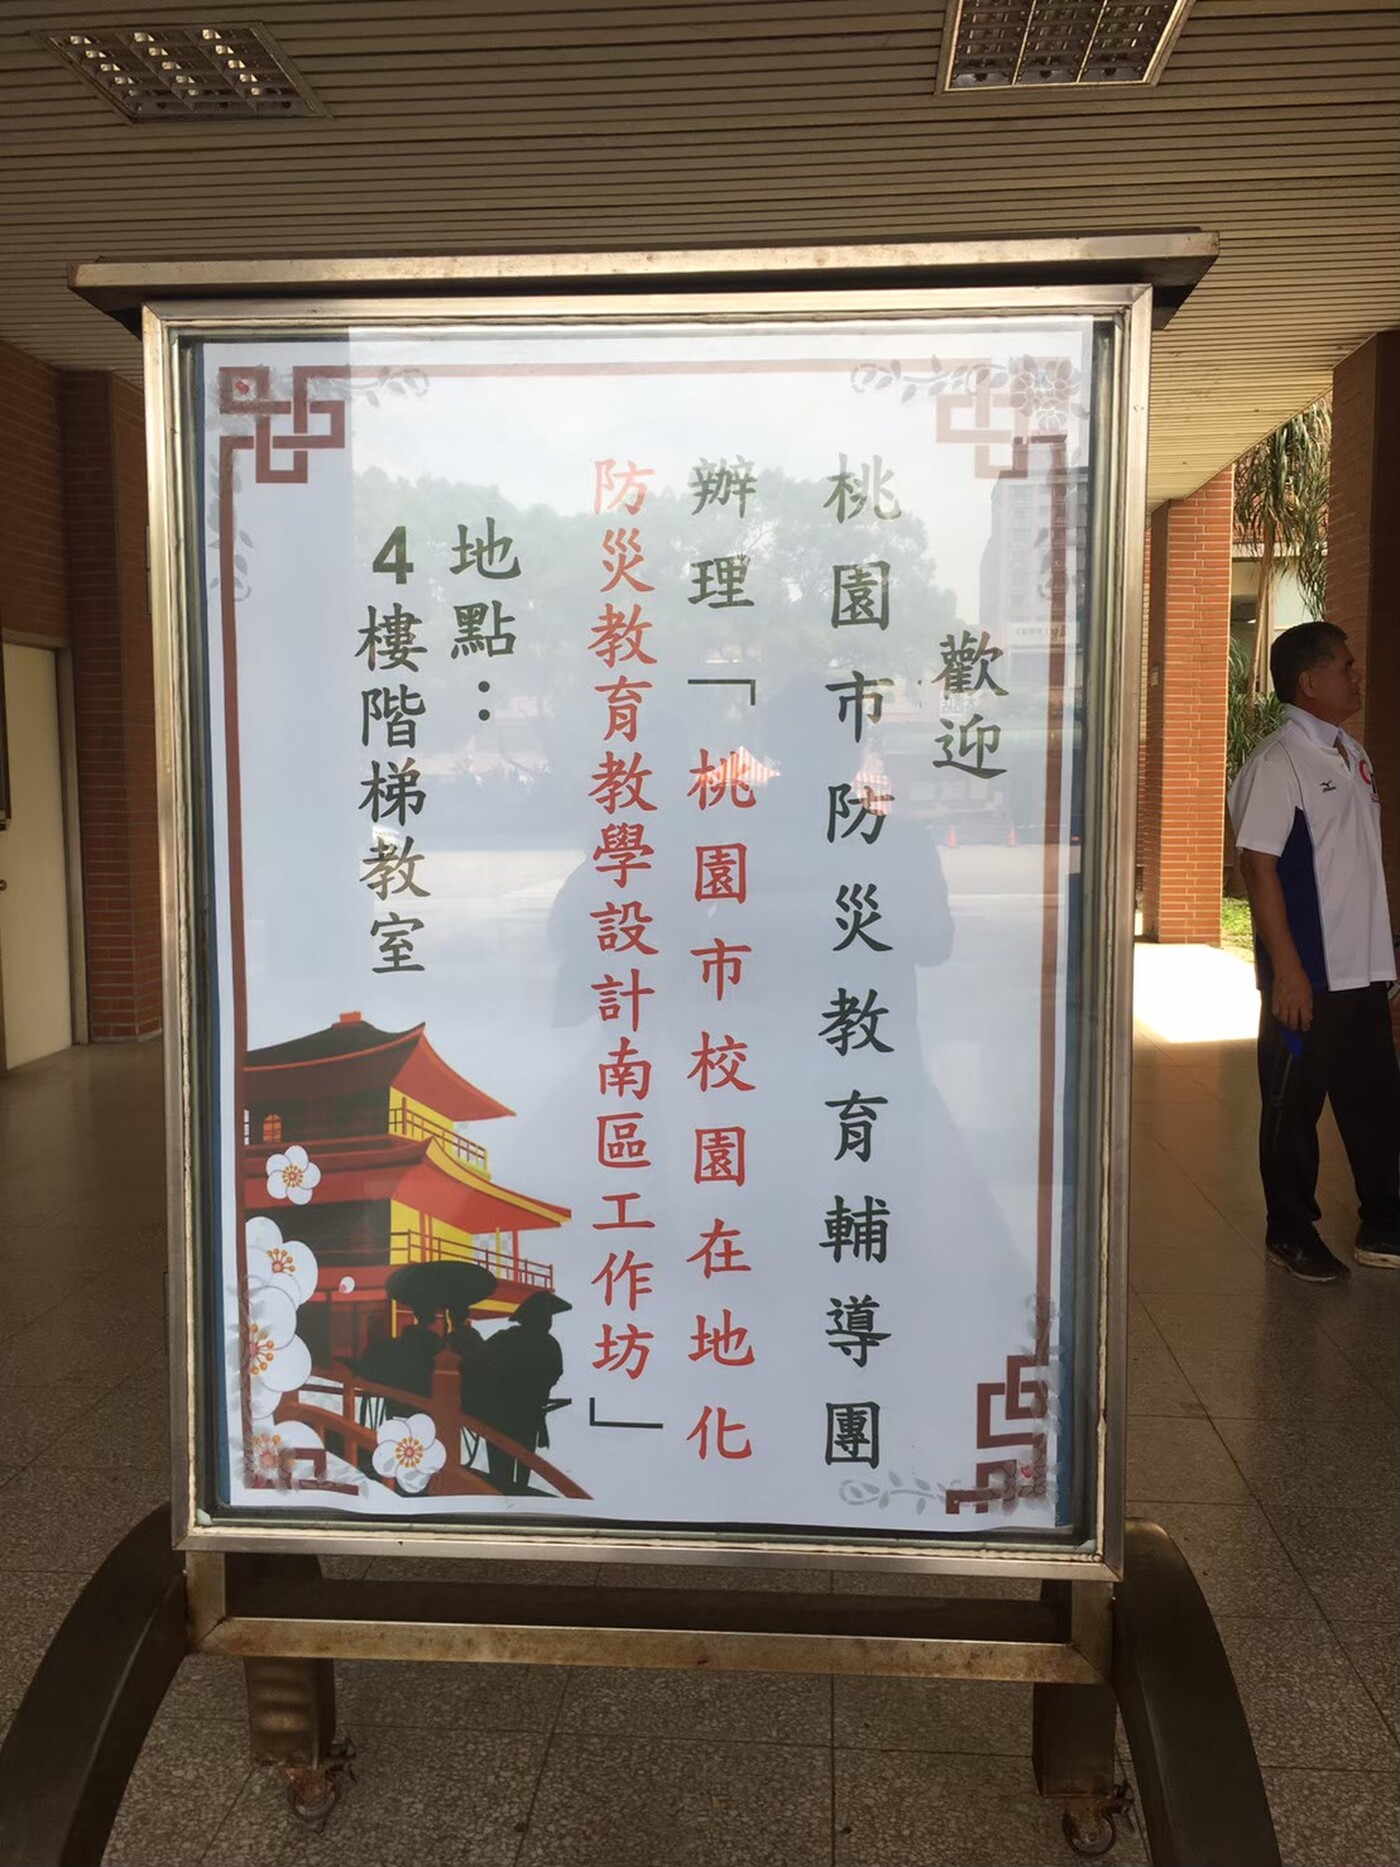 歡迎
桃園市防災教育輔導團
辦理「桃園市校園在地化
防災教育教學設計南區工作坊」
地點：
4樓階梯教室